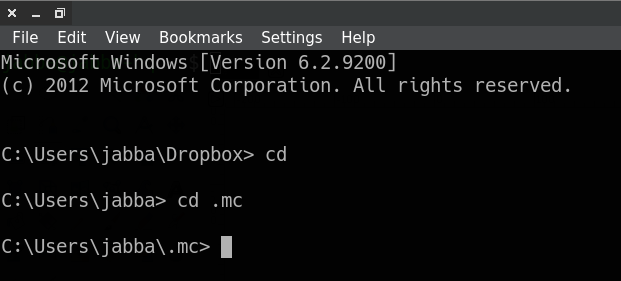 File Edit View Bookmarks Settings Help
Microsoft Windows [Version 6.2.9200]
(c) 2012 Microsoft Corporation. All rights reserved.
C:\Users\jabba\Dropbox> cd
C:\Users\jabba> cd .mc
C:\Users\jabba\.mc>